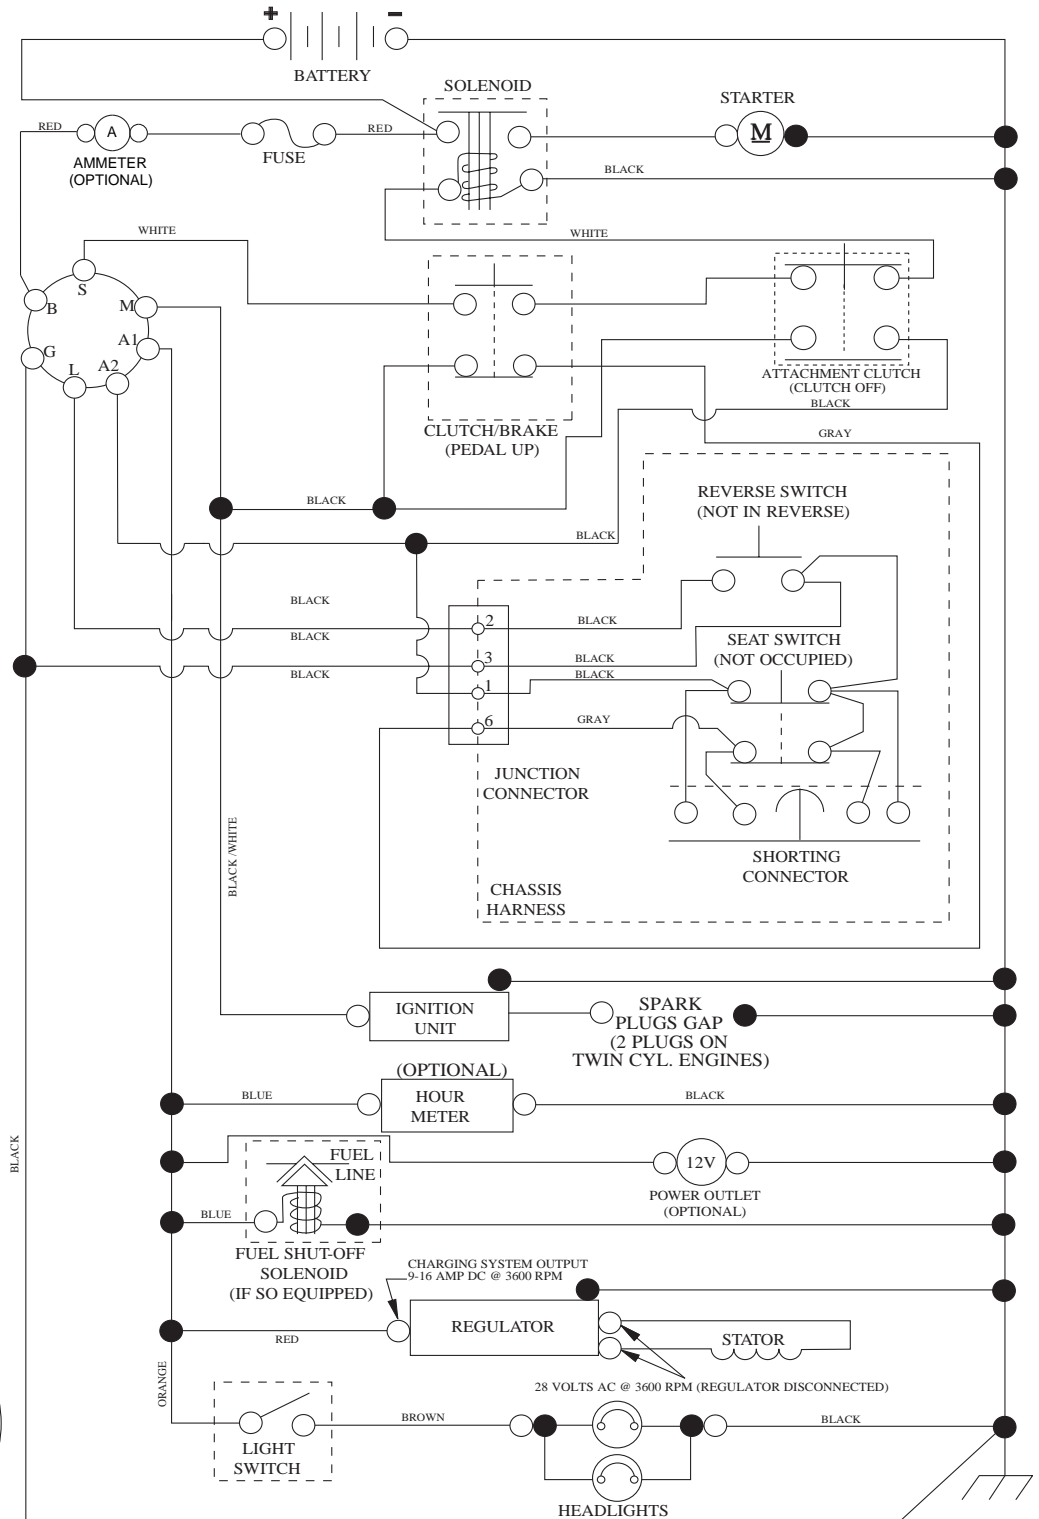 + -
BATTERY
SOLENOID
STARTER
RED
A
RED
M
AMMETER
(OPTIONAL)
FUSE
BLACK
WHITE
WHITE
S
B
M
G
A1
L
A2
ATTACHMENT CLUTCH
(CLUTCH OFF)
BLACK
CLUTCH/BRAKE
(PEDAL UP)
GRAY
REVERSE SWITCH
(NOT IN REVERSE)
BLACK
BLACK
BLACK
2
BLACK
BLACK
SEAT SWITCH
(NOT OCCUPIED)
3
BLACK
BLACK
1
BLACK
6
GRAY
JUNCTION
CONNECTOR
BLACK /WHITE
SHORTING
CONNECTOR
CHASSIS
HARNESS
IGNITION
UNIT
SPARK
PLUGS GAP
(2 PLUGS ON
TWIN CYL. ENGINES)
(OPTIONAL)
HOUR
METER
BLUE
BLACK
BLACK
FUEL
LINE
12V
POWER OUTLET
(OPTIONAL)
BLUE
FUEL SHUT-OFF
SOLENOID
(IF SO EQUIPPED)
CHARGING SYSTEM OUTPUT
9-16 AMP DC @ 3600 RPM
REGULATOR
STATOR
RED
28 VOLTS AC @ 3600 RPM (REGULATOR DISCONNECTED)
ORANGE
BROWN
BLACK
LIGHT
SWITCH
HEADLIGHTS